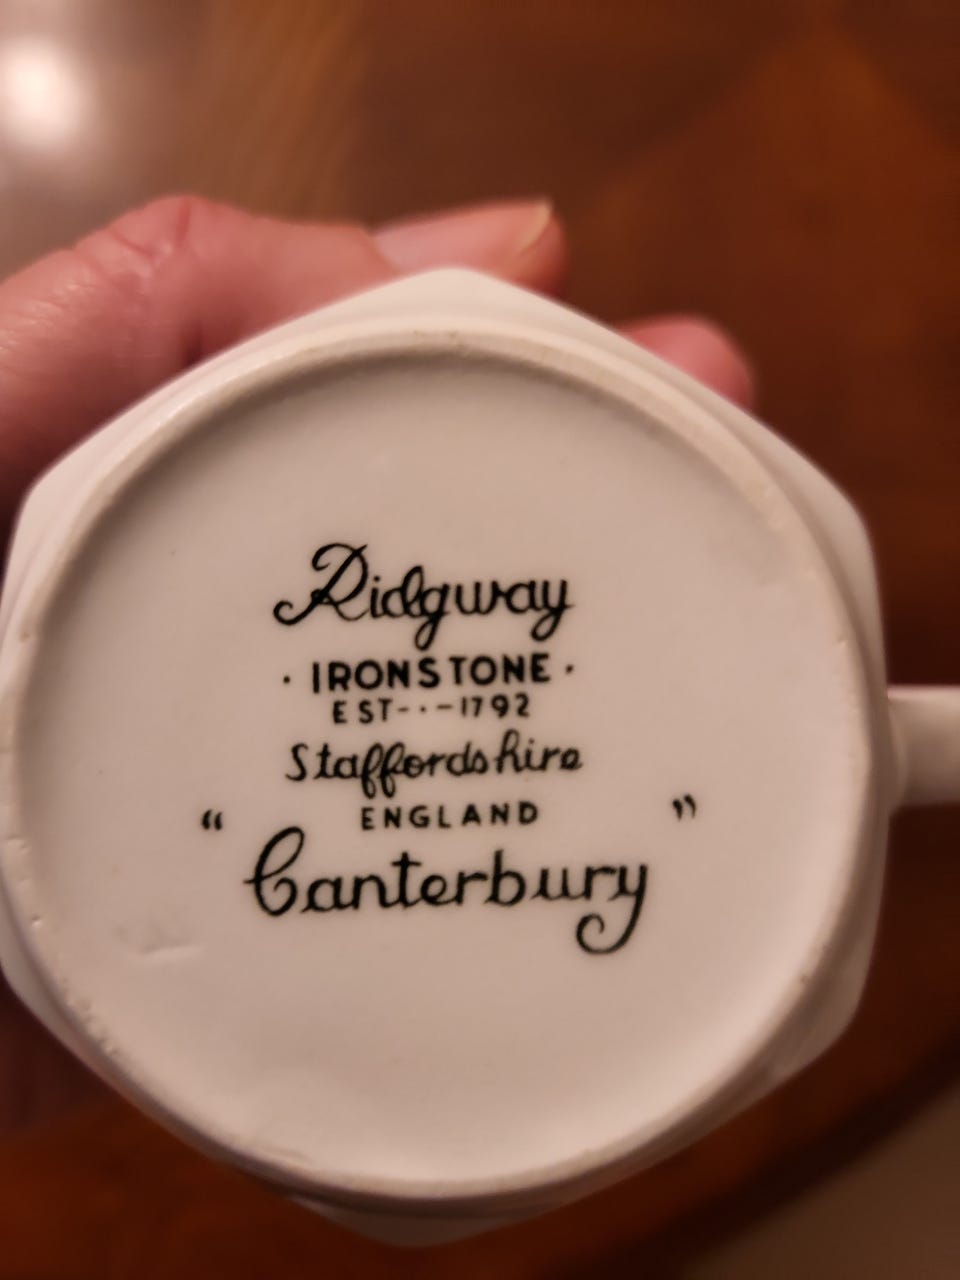 Ridgway
· IRONSTONE ·
EST--·-1792
Staffordshire
ENGLAND
“Canterbury”